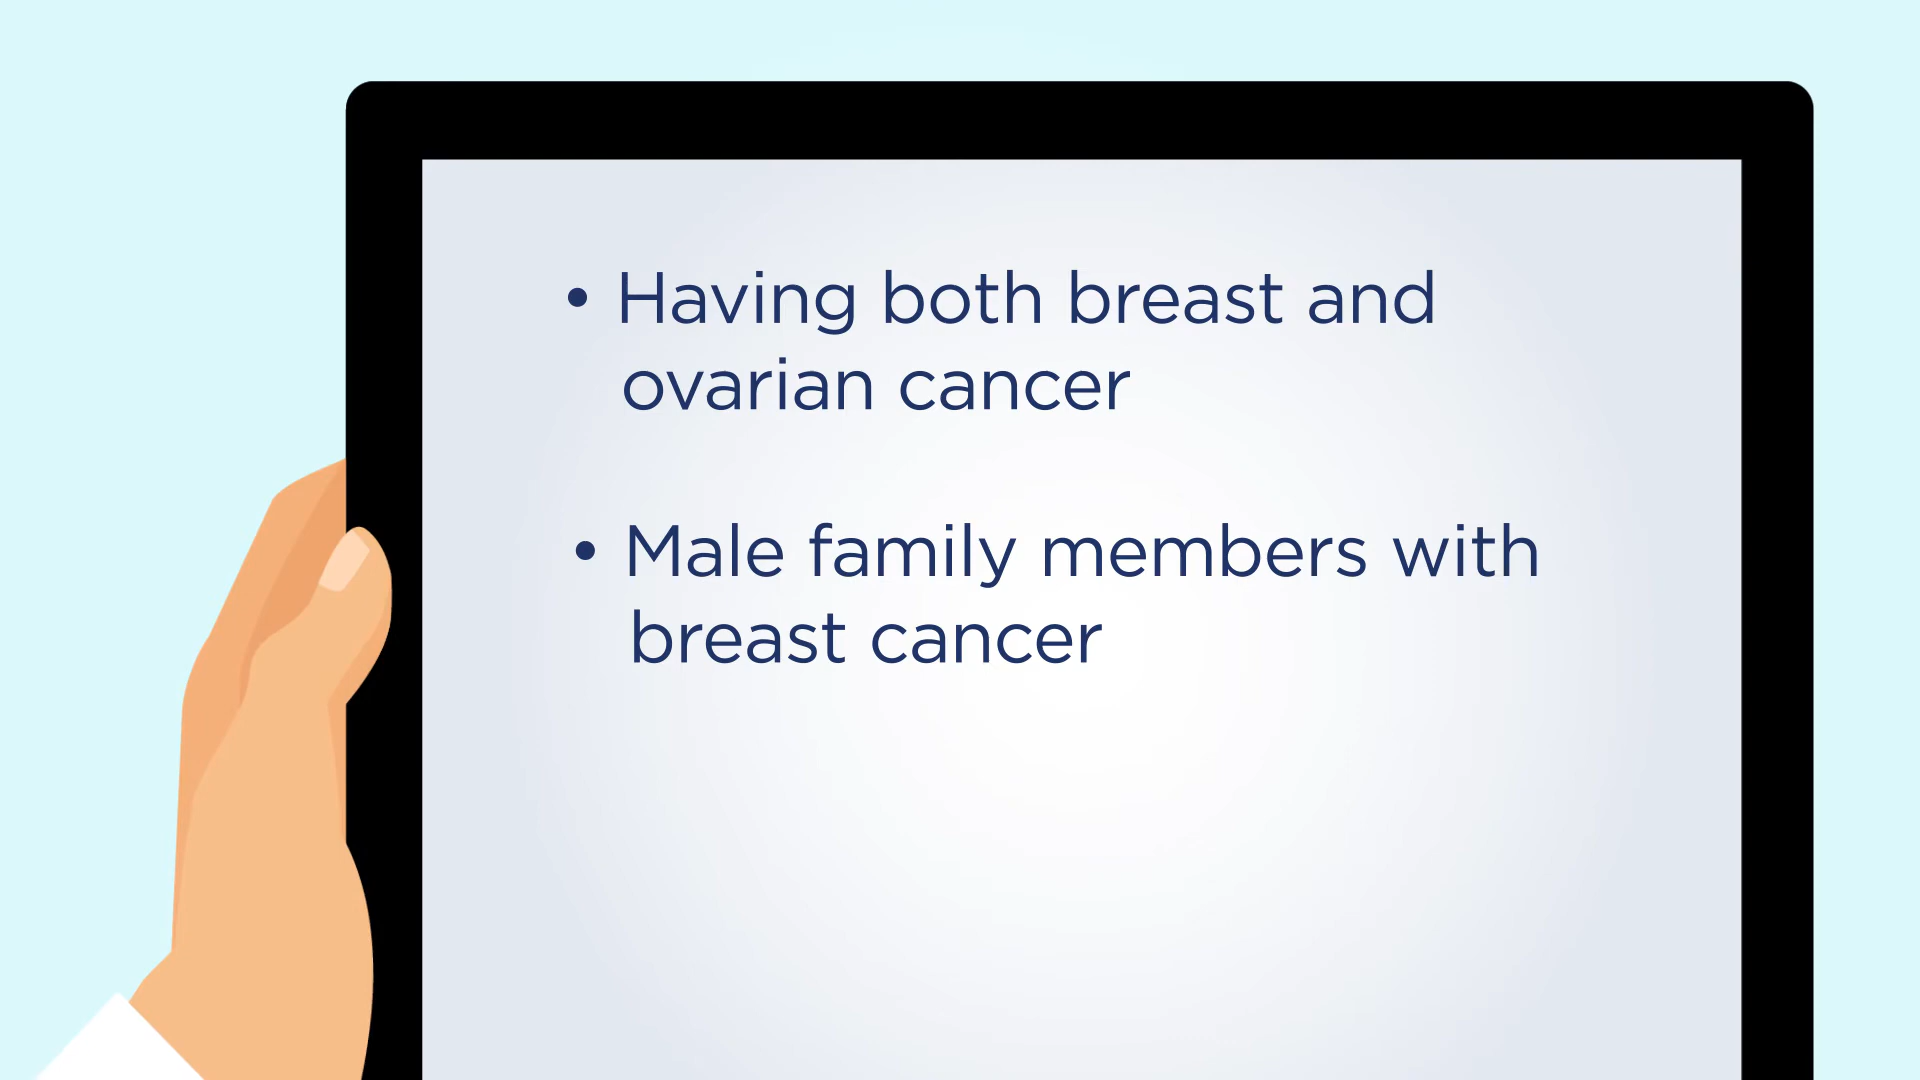 • Having both breast and
ovarian cancer
• Male family members with
breast cancer